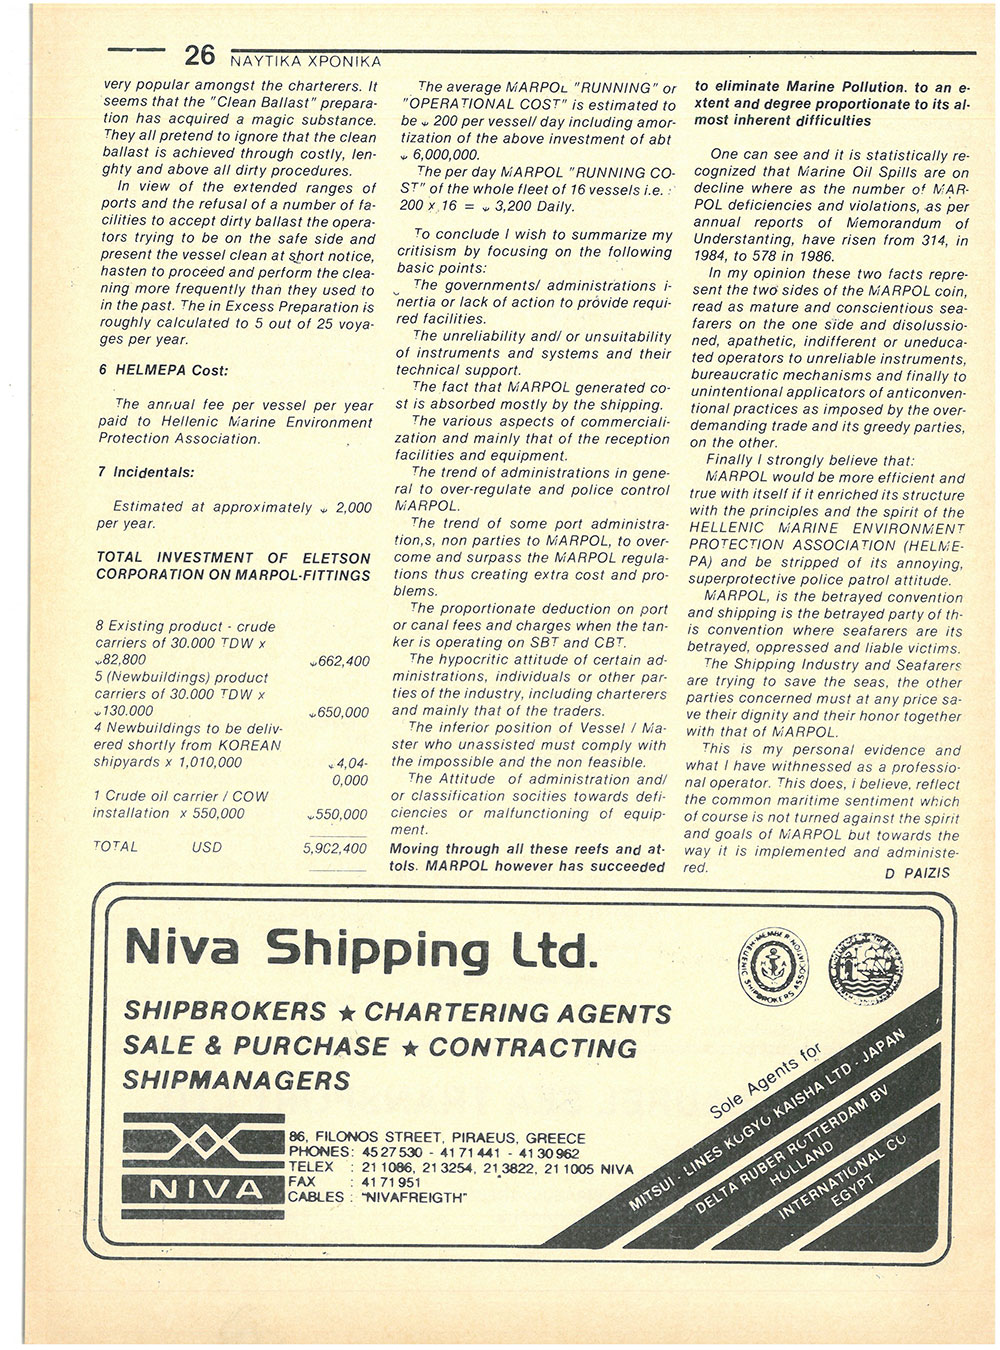 26 ΝΑΥΤΙΚΑ ΧΡΟΝΙΚΑ
very popular amongst the charterers. It
seems that the "Clean Ballast" prepara-
tion has acquired a magic substance.
They all pretend to ignore that the clean
ballast is achieved through costly, len-
ghty and above all dirty procedures.
In view of the extended ranges of
ports and the refusal of a number of fa-
cilities to accept dirty ballast the opera-
tors trying to be on the safe side and
present the vessel clean at short notice,
hasten to proceed and perform the clea-
ning more frequently than they used to
in the past. The in Excess Preparation is
roughly calculated to 5 out of 25 voya-
ges per year.
6 HELMEPA Cost:
The annual fee per vessel per year
paid to Hellenic Marine Environment
Protection Association.
7 Incidentals:
Estimated at approximately 2,000
per year.
TOTAL INVESTMENT OF ELETSON
CORPORATION ON MARPOL-FITTINGS
8 Existing product - crude
carriers of 30.000 TDW x
82,800 662,400
5 (Newbuildings) product
carriers of 30.000 TDW x
130.000 650,000
4 Newbuildings to be deliv-
ered shortly from KOREAN
shipyards x 1,010,000 4,04-
0,000
1 Crude oil carrier / COW
installation x 550,000 550,000
TOTAL USD 5,902,400
The average MARPOL "RUNNING" or
"OPERATIONAL COST" is estimated to
be 200 per vessel/ day including amor-
tization of the above investment of abt
6,000,000.
The per day MARPOL "RUNNING CO-
ST" of the whole fleet of 16 vessels i.e. :
200 x 16 = 3,200 Daily.
To conclude I wish to summarize my
critisism by focusing on the following
basic points:
The governments/ administrations i-
nertia or lack of action to provide requi-
red facilities.
The unreliability and/ or unsuitability
of instruments and systems and their
technical support.
The fact that MARPOL generated co-
st is absorbed mostly by the shipping.
The various aspects of commerciali-
zation and mainly that of the reception
facilities and equipment.
The trend of administrations in gene-
ral to over-regulate and police control
MARPOL.
The trend of some port administra-
tion,s, non parties to MARPOL, to over-
come and surpass the MARPOL regula-
tions thus creating extra cost and pro-
blems.
The proportionate deduction on port
or canal fees and charges when the tan-
ker is operating on SBT and CBT.
The hypocritic attitude of certain ad-
ministrations, individuals or other par-
ties of the industry, including charterers
and mainly that of the traders.
The inferior position of Vessel / Ma-
ster who unassisted must comply with
the impossible and the non feasible.
The Attitude of administration and/
or classification socities towards defi-
ciencies or malfunctioning of equip-
ment.
Moving through all these reefs and at-
tols. MARPOL however has succeeded
to eliminate Marine Pollution. to an e-
xtent and degree proportionate to its al-
most inherent difficulties
One can see and it is statistically re-
cognized that Marine Oil Spills are on
decline where as the number of MAR-
POL deficiencies and violations, as per
annual reports of Memorandum of
Understanting, have risen from 314, in
1984, to 578 in 1986.
In my opinion these two facts repre-
sent the two sides of the MARPOL coin,
read as mature and conscientious sea-
farers on the one side and disolussio-
ned, apathetic, indifferent or uneduca-
ted operators to unreliable instruments,
bureaucratic mechanisms and finally to
unintentional applicators of anticonven-
tional practices as imposed by the over-
demanding trade and its greedy parties,
on the other.
Finally I strongly believe that:
MARPOL would be more efficient and
true with itself if it enriched its structure
with the principles and the spirit of the
HELLENIC MARINE ENVIRONMENT
PROTECTION ASSOCIATION (HELME-
PA) and be stripped of its annoying,
superprotective police patrol attitude.
MARPOL, is the betrayed convention
and shipping is the betrayed party of th-
is convention where seafarers are its
betrayed, oppressed and liable victims.
The Shipping Industry and Seafarers
are trying to save the seas, the other
parties concerned must at any price sa-
ve their dignity and their honor together
with that of MARPOL.
This is my personal evidence and
what I have withnessed as a professio-
nal operator. This does, i believe, reflect
the common maritime sentiment which
of course is not turned against the spirit
and goals of MARPOL but towards the
way it is implemented and administe-
red.
D PAIZIS
Niva Shipping Ltd.
SHIPBROKERS ★ CHARTERING AGENTS
SALE & PURCHASE ★ CONTRACTING
SHIPMANAGERS
NIVA
86, FILONOS STREET, PIRAEUS, GREECE
PHONES: 4527530 - 4171441 - 4130962
TELEX : 211086, 213254, 213822, 211005 NIVA
FAX : 4171951
CABLES : "NIVAFREIGTH"
MEMBER
HELLENIC SHIPBROKERS ASSOCIATION
Sole Agents for
MITSUI - LINES KOGYO KAISHA LTD - JAPAN
DELTA RUBER ROTTERDAM BV
HOLLAND
INTERNATIONAL CO
EGYPT